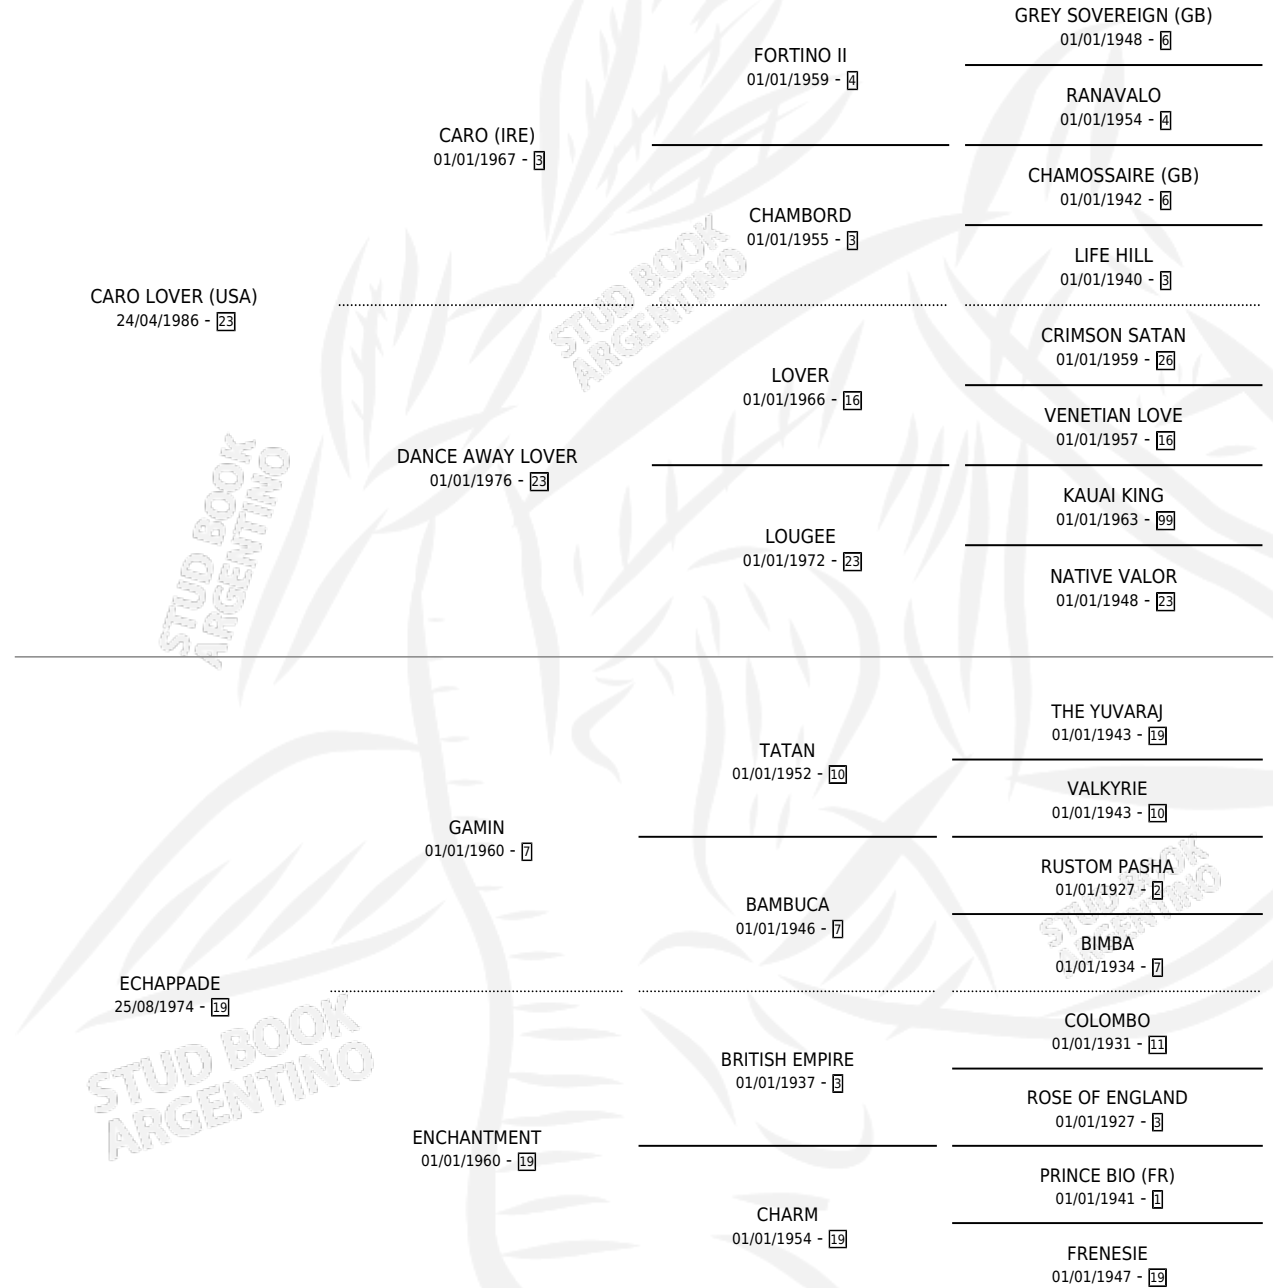 GREY SOVEREIGN (GB)
01/01/1948 - 6
FORTINO II
01/01/1959 - 4
RANAVALO
01/01/1954 - 4
CARO (IRE)
01/01/1967 - 3
CHAMOSSAIRE (GB)
01/01/1942 - 6
CHAMBORD
01/01/1955 - 3
LIFE HILL
01/01/1940 - 3
CARO LOVER (USA)
24/04/1986 - 23
CRIMSON SATAN
01/01/1959 - 26
LOVER
01/01/1966 - 16
VENETIAN LOVE
01/01/1957 - 16
DANCE AWAY LOVER
01/01/1976 - 23
KAUAI KING
01/01/1963 - 99
LOUGEE
01/01/1972 - 23
NATIVE VALOR
01/01/1948 - 23
THE YUVARAJ
01/01/1943 - 19
TATAN
01/01/1952 - 10
VALKYRIE
01/01/1943 - 10
GAMIN
01/01/1960 - 7
RUSTOM PASHA
01/01/1927 - 2
BAMBUCA
01/01/1946 - 7
BIMBA
01/01/1934 - 7
ECHAPPADE
25/08/1974 - 19
COLOMBO
01/01/1931 - 11
BRITISH EMPIRE
01/01/1937 - 3
ROSE OF ENGLAND
01/01/1927 - 3
ENCHANTMENT
01/01/1960 - 19
PRINCE BIO (FR)
01/01/1941 - 1
CHARM
01/01/1954 - 19
FRENESIE
01/01/1947 - 19
STUD BOOK
ARGENTINO
STUD BOOK
ARGENTINO
STUD BOOK
ARGENTINO
STUD BOOK
ARGENTINO